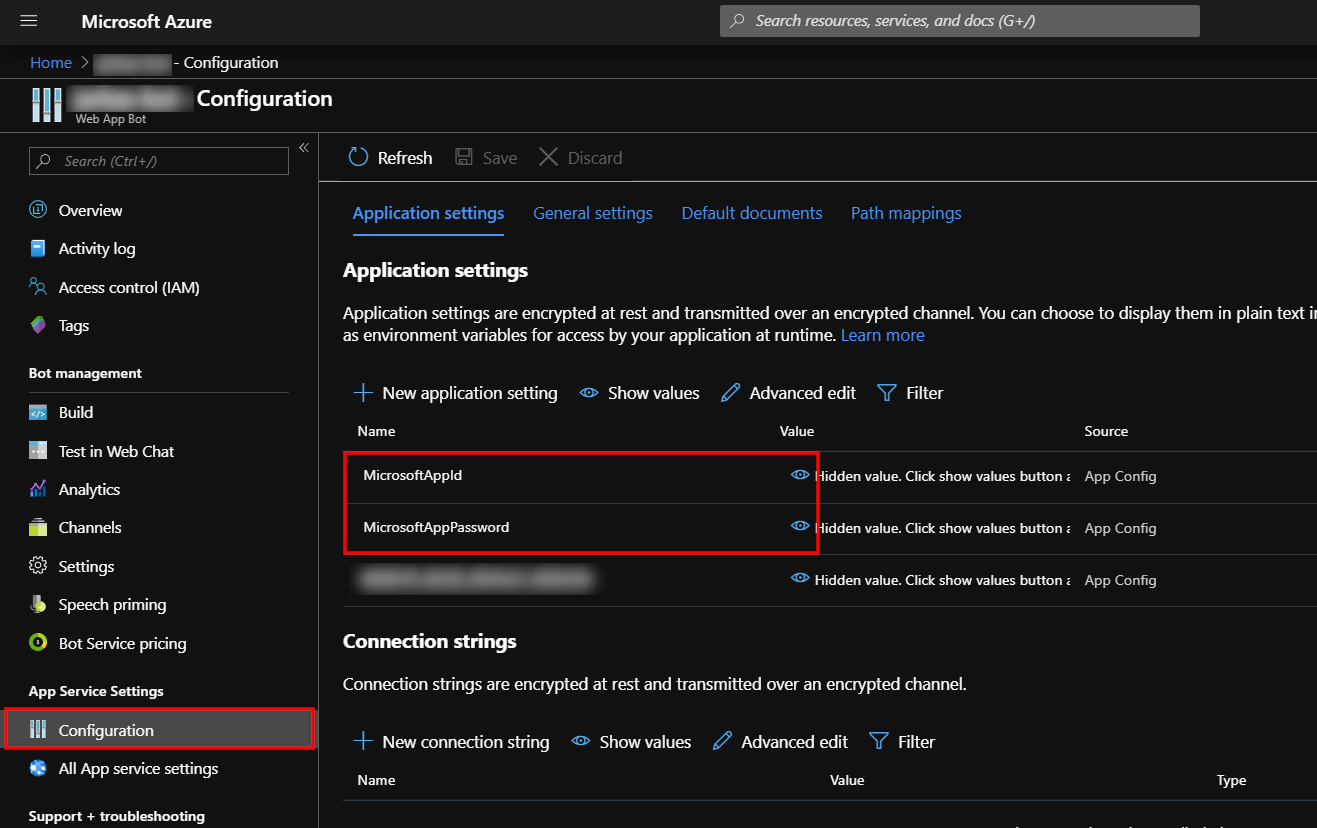 Microsoft Azure
Search resources, services, and docs (G+/)
Home > - Configuration
Configuration
Web App Bot
Search (Ctrl+/)
«
Overview
Activity log
Access control (IAM)
Tags
Bot management
Build
Test in Web Chat
Analytics
Channels
Settings
Speech priming
Bot Service pricing
App Service Settings
Configuration
All App service settings
Support + troubleshooting
Refresh Save Discard
Application settings General settings Default documents Path mappings
Application settings
Application settings are encrypted at rest and transmitted over an encrypted channel. You can choose to display them in plain text
as environment variables for access by your application at runtime. Learn more
New application setting Show values Advanced edit Filter
Name Value Source
MicrosoftAppId Hidden value. Click show values button App Config
MicrosoftAppPassword Hidden value. Click show values button App Config
Hidden value. Click show values button App Config
Connection strings
Connection strings are encrypted at rest and transmitted over an encrypted channel.
New connection string Show values Advanced edit Filter
Name Value Type